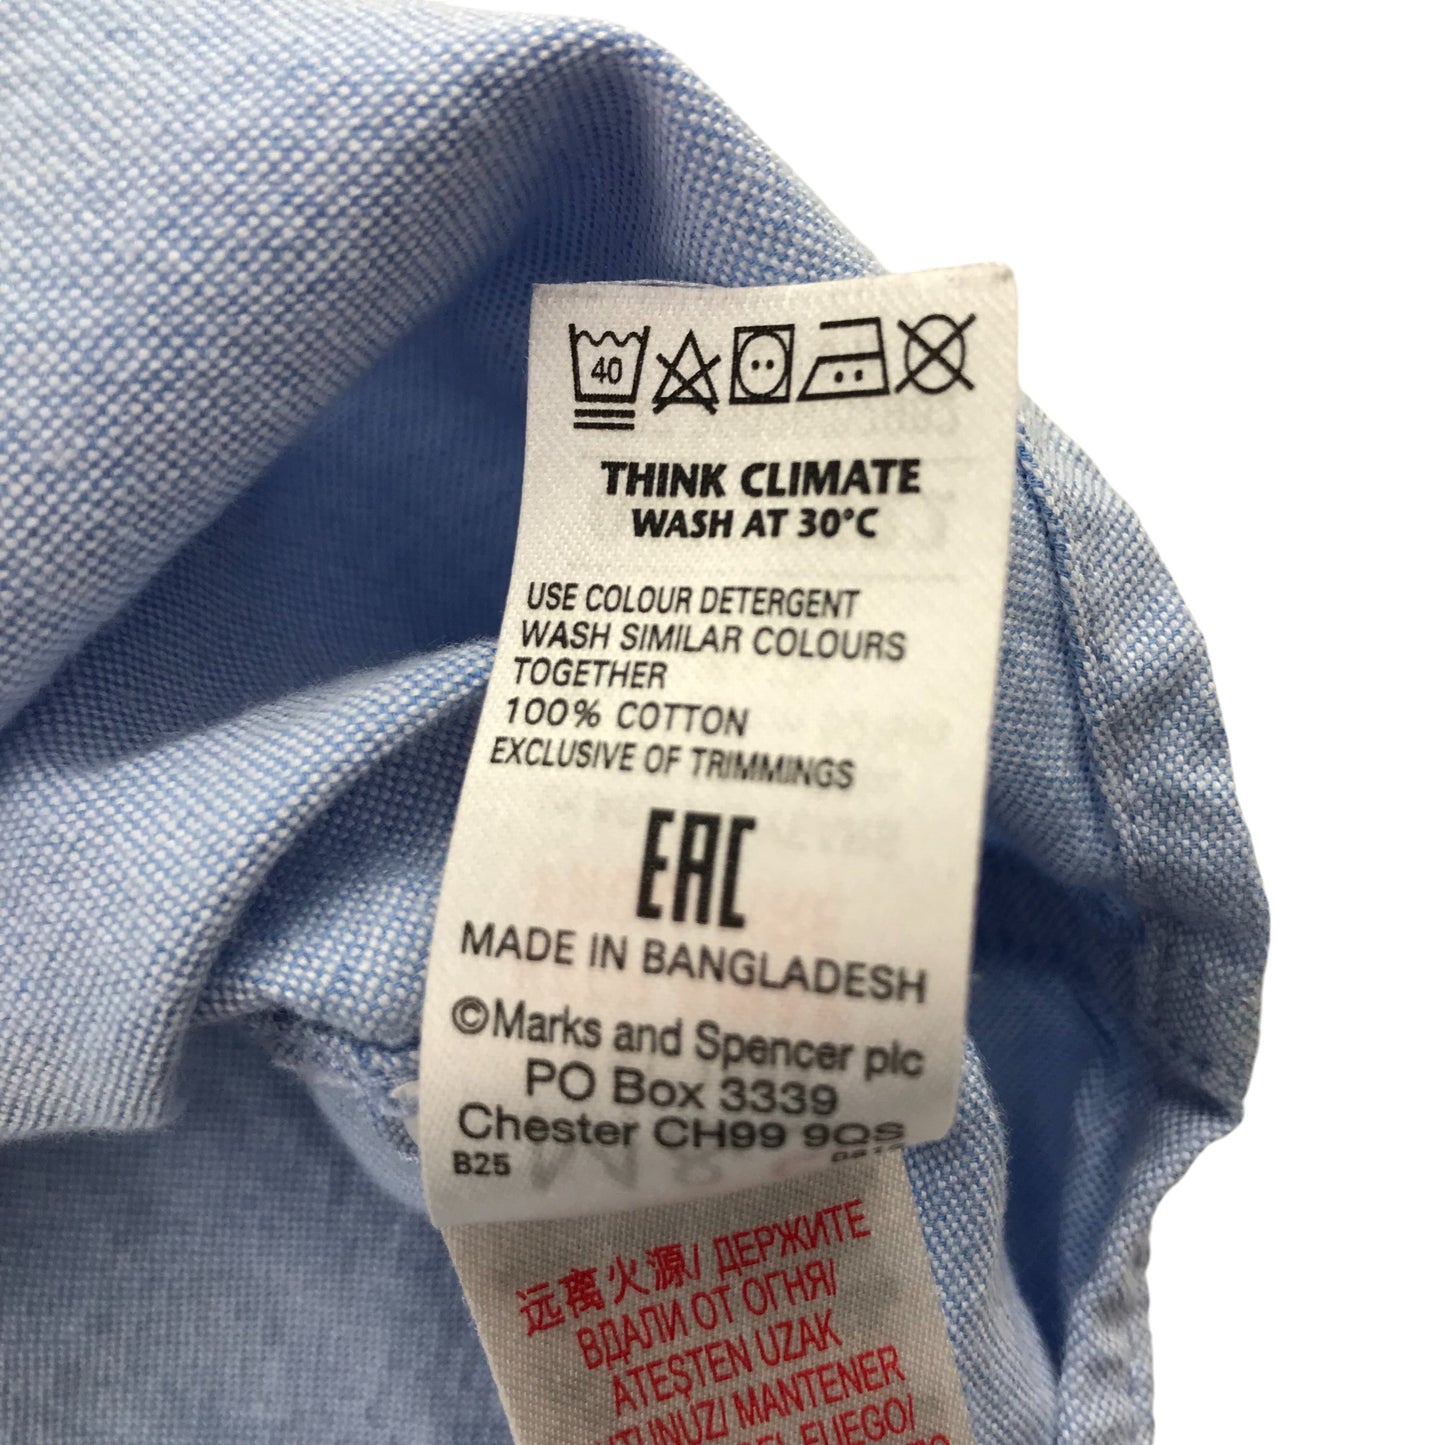 40
THINK CLIMATE
WASH AT 30°C
USE COLOUR DETERGENT
WASH SIMILAR COLOURS
TOGETHER
100% COTTON
EXCLUSIVE OF TRIMMINGS
EAC
MADE IN BANGLADESH
©Marks and Spencer plc
PO Box 3339
Chester CH99 9QS
B25
远离火源/ ДЕРЖИТЕ
ВДАЛИ ОТ ОГНЯ/
ATEŞTEN UZAK
MANTENER
FUEGO/